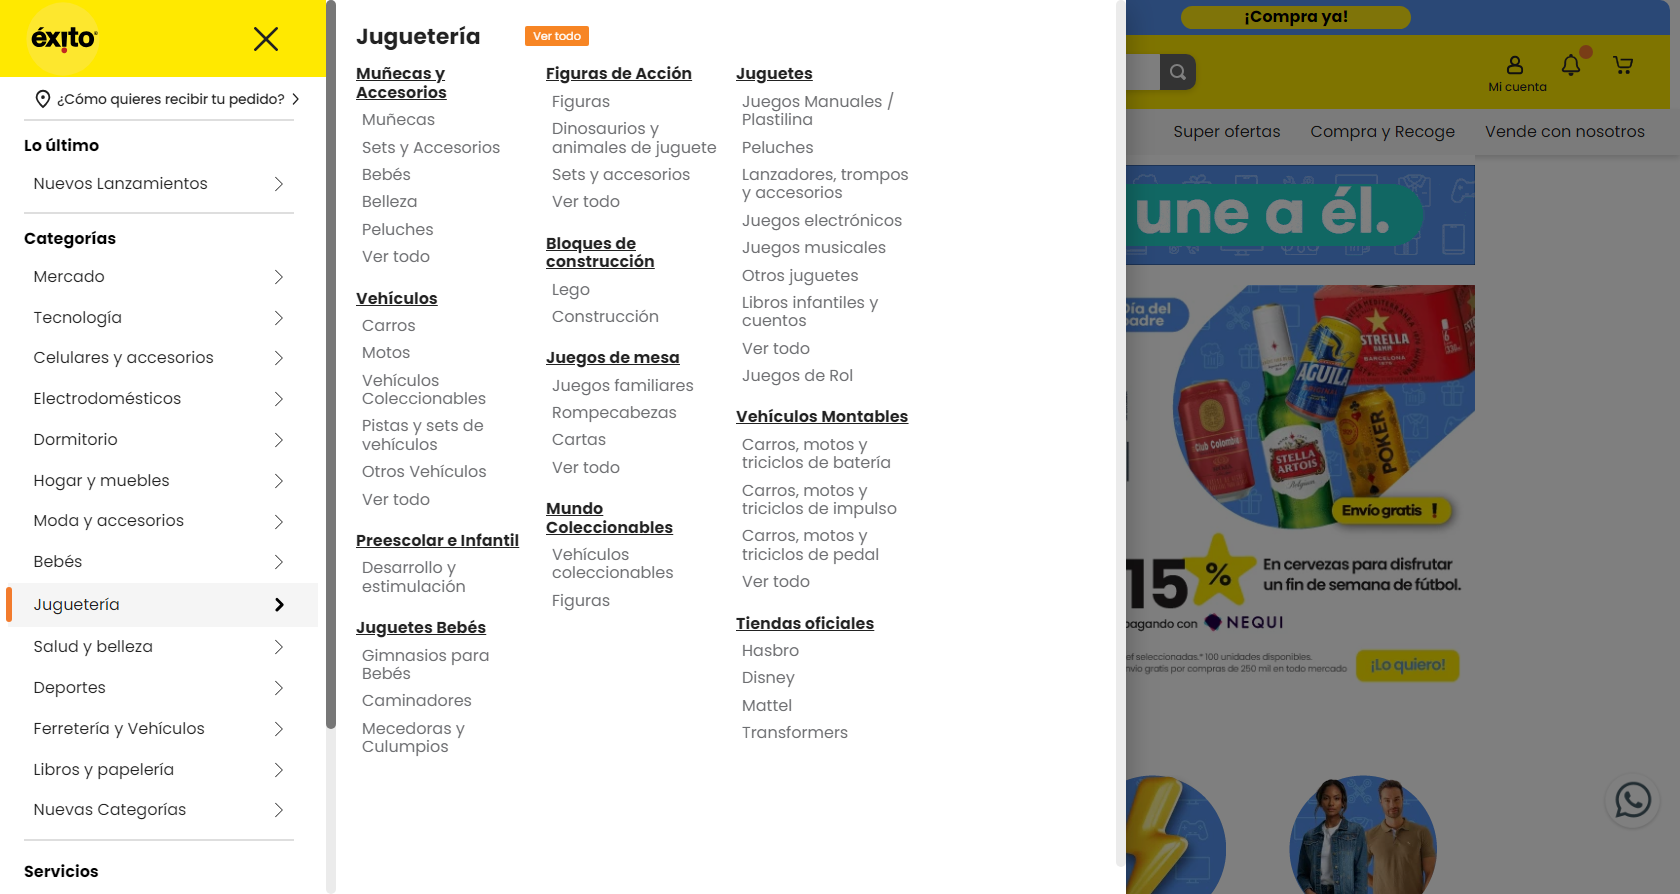 éxito
¿Cómo quieres recibir tu pedido?
Lo último
Nuevos Lanzamientos
Categorías
Mercado
Tecnología
Celulares y accesorios
Electrodomésticos
Dormitorio
Hogar y muebles
Moda y accesorios
Bebés
Juguetería
Salud y belleza
Deportes
Ferretería y Vehículos
Libros y papelería
Nuevas Categorías
Servicios
Juguetería
Ver todo
Muñecas y
Accesorios
Muñecas
Sets y Accesorios
Bebés
Belleza
Peluches
Ver todo
Vehículos
Carros
Motos
Vehículos
Coleccionables
Pistas y sets de
vehículos
Otros Vehículos
Ver todo
Preescolar e Infantil
Desarrollo y
estimulación
Juguetes Bebés
Gimnasios para
Bebés
Caminadores
Mecedoras y
Culumpios
Figuras de Acción
Figuras
Dinosaurios y
animales de juguete
Sets y accesorios
Ver todo
Bloques de
construcción
Lego
Construcción
Juegos de mesa
Juegos familiares
Rompecabezas
Cartas
Ver todo
Mundo
Coleccionables
Vehículos
coleccionables
Figuras
Juguetes
Juegos Manuales /
Plastilina
Peluches
Lanzadores, trompos
y accesorios
Juegos electrónicos
Juegos musicales
Otros juguetes
Libros infantiles y
cuentos
Ver todo
Juegos de Rol
Vehículos Montables
Carros, motos y
triciclos de batería
Carros, motos y
triciclos de impulso
Carros, motos y
triciclos de pedal
Ver todo
Tiendas oficiales
Hasbro
Disney
Mattel
Transformers
¡Compra ya!
Mi cuenta
Super ofertas
Compra y Recoge
Vende con nosotros
une a él.
Día del
padre
ESTRELLA
DAMM
BARCELONA
AGUILA
Club Colombia
STELLA
ARTOIS
POKER
Envío gratis !
15 %
En cervezas para disfrutar
un fin de semana de fútbol.
pagando con NEQUI
ref seleccionadas.* 100 unidades disponibles.
Envío gratis por compras de 250 mil en todo mercado
¡Lo quiero!